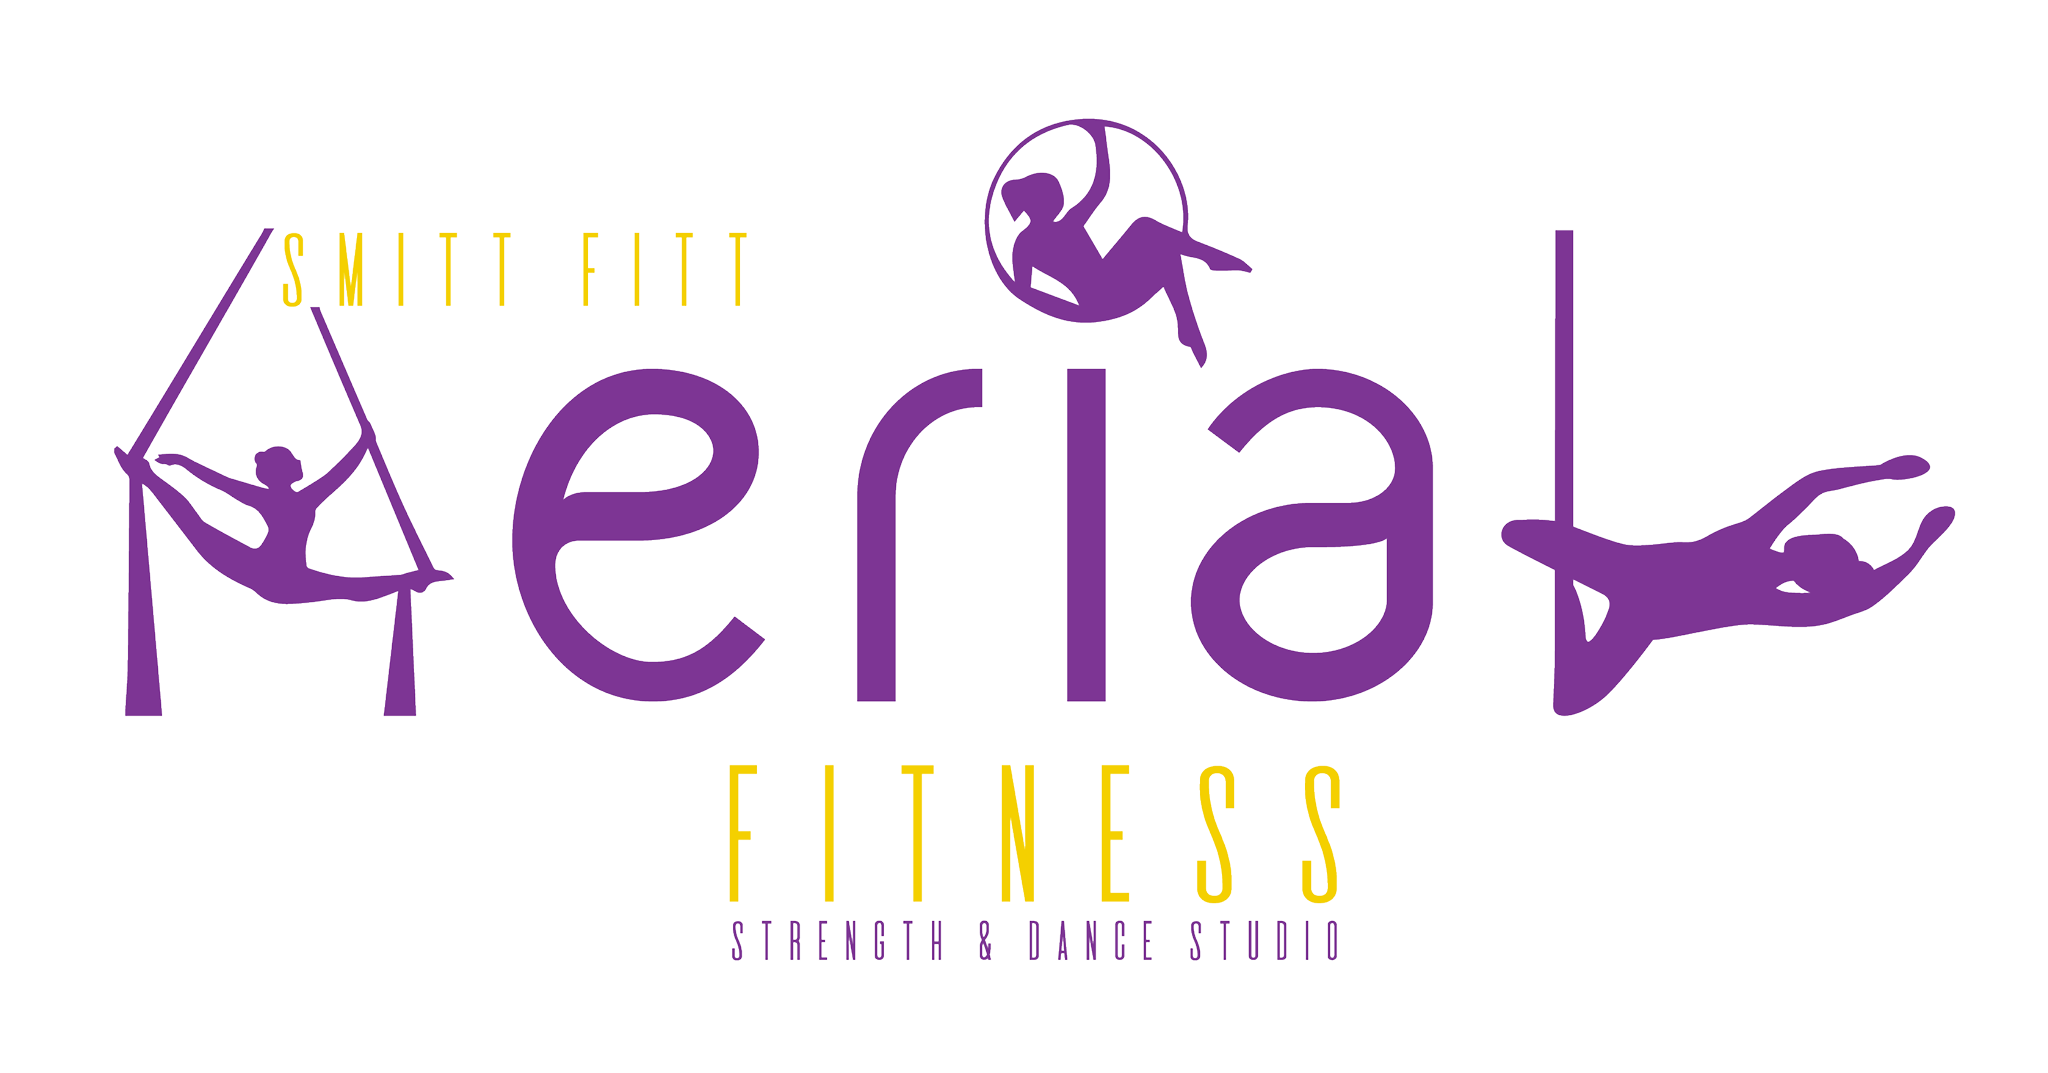 SMITT FITT
Aerial
FITNESS
STRENGTH & DANCE STUDIO